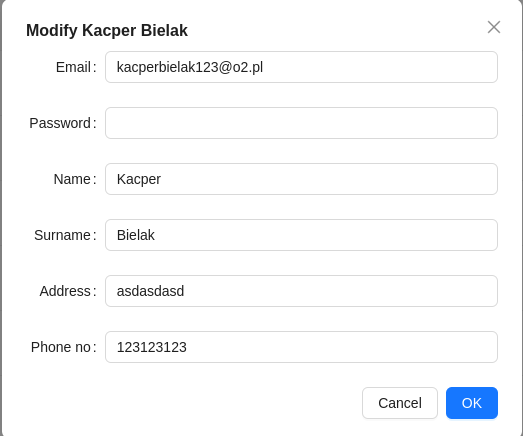 Modify Kacper Bielak
Email: kacperbielak123@o2.pl
Password:
Name: Kacper
Surname: Bielak
Address: asdasdasd
Phone no: 123123123
Cancel OK